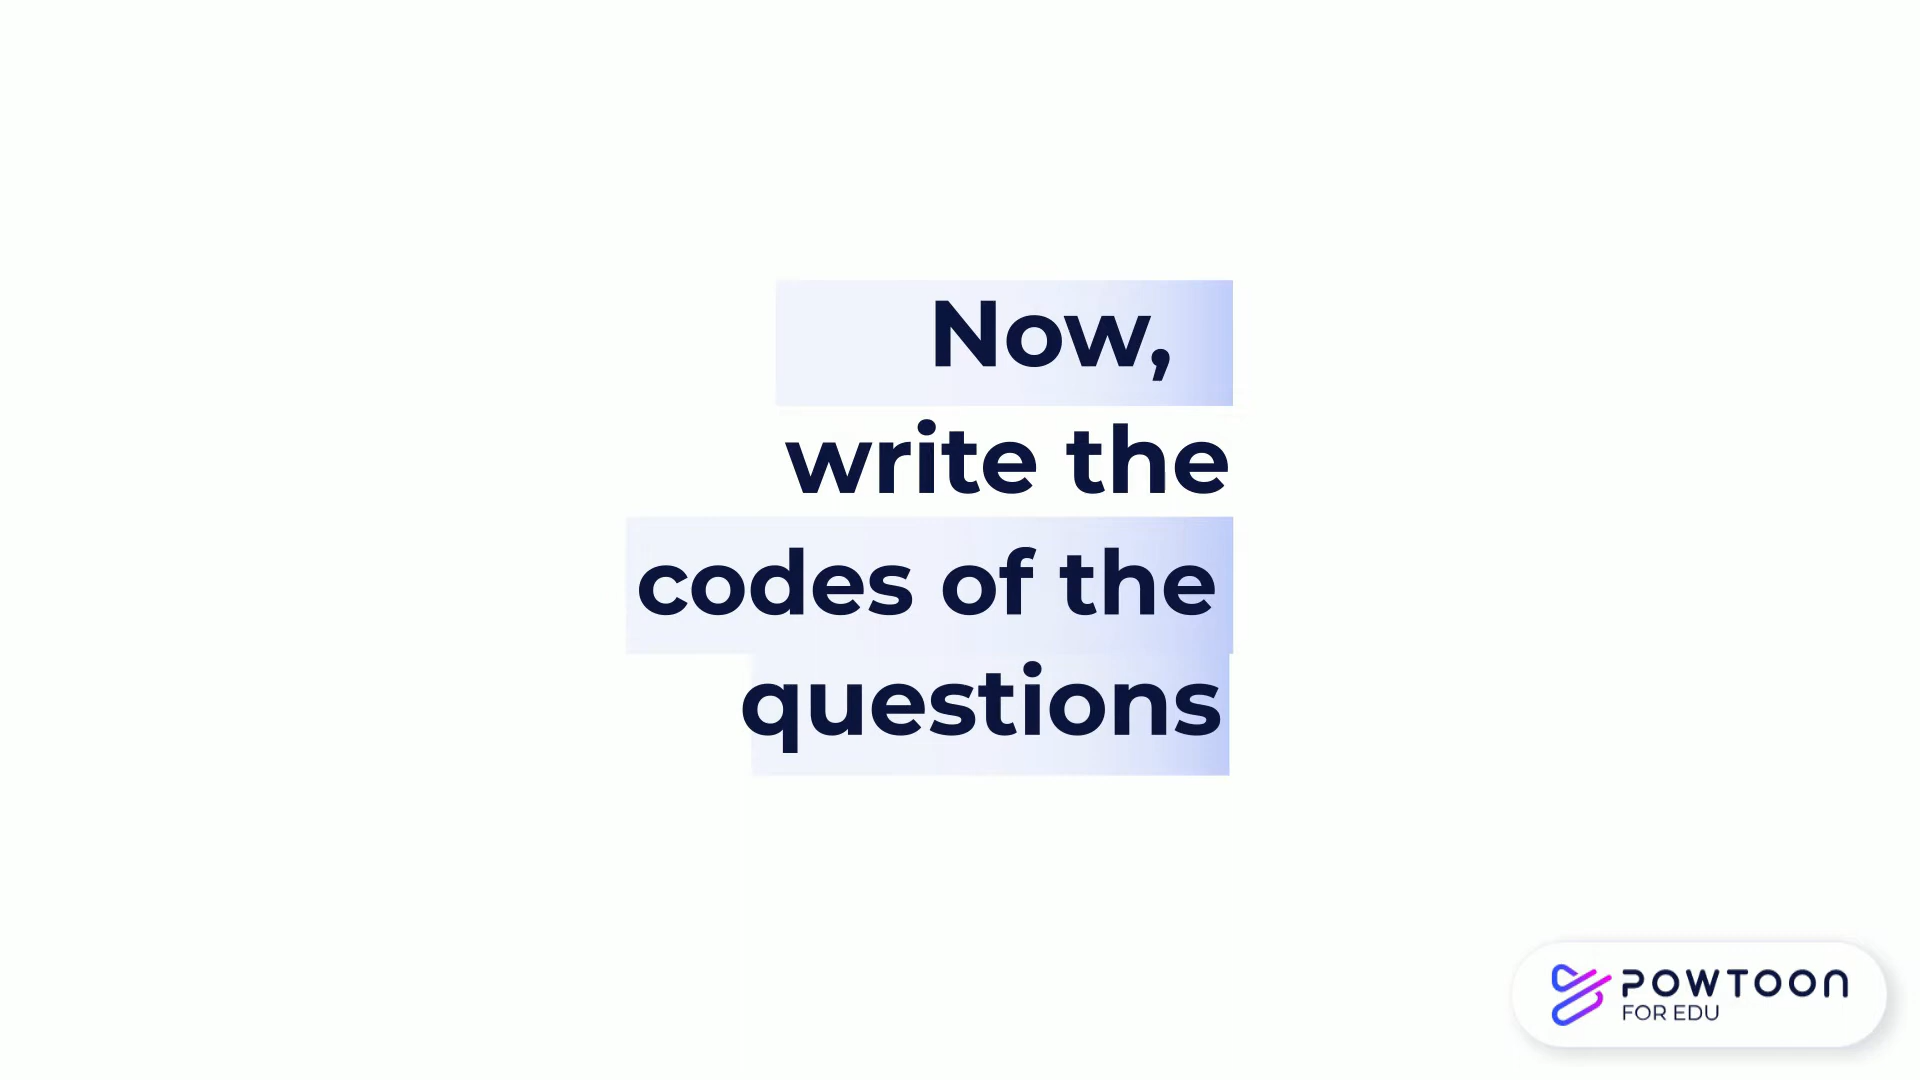 Now,
write the
codes of the
questions
POWTOON
FOR EDU